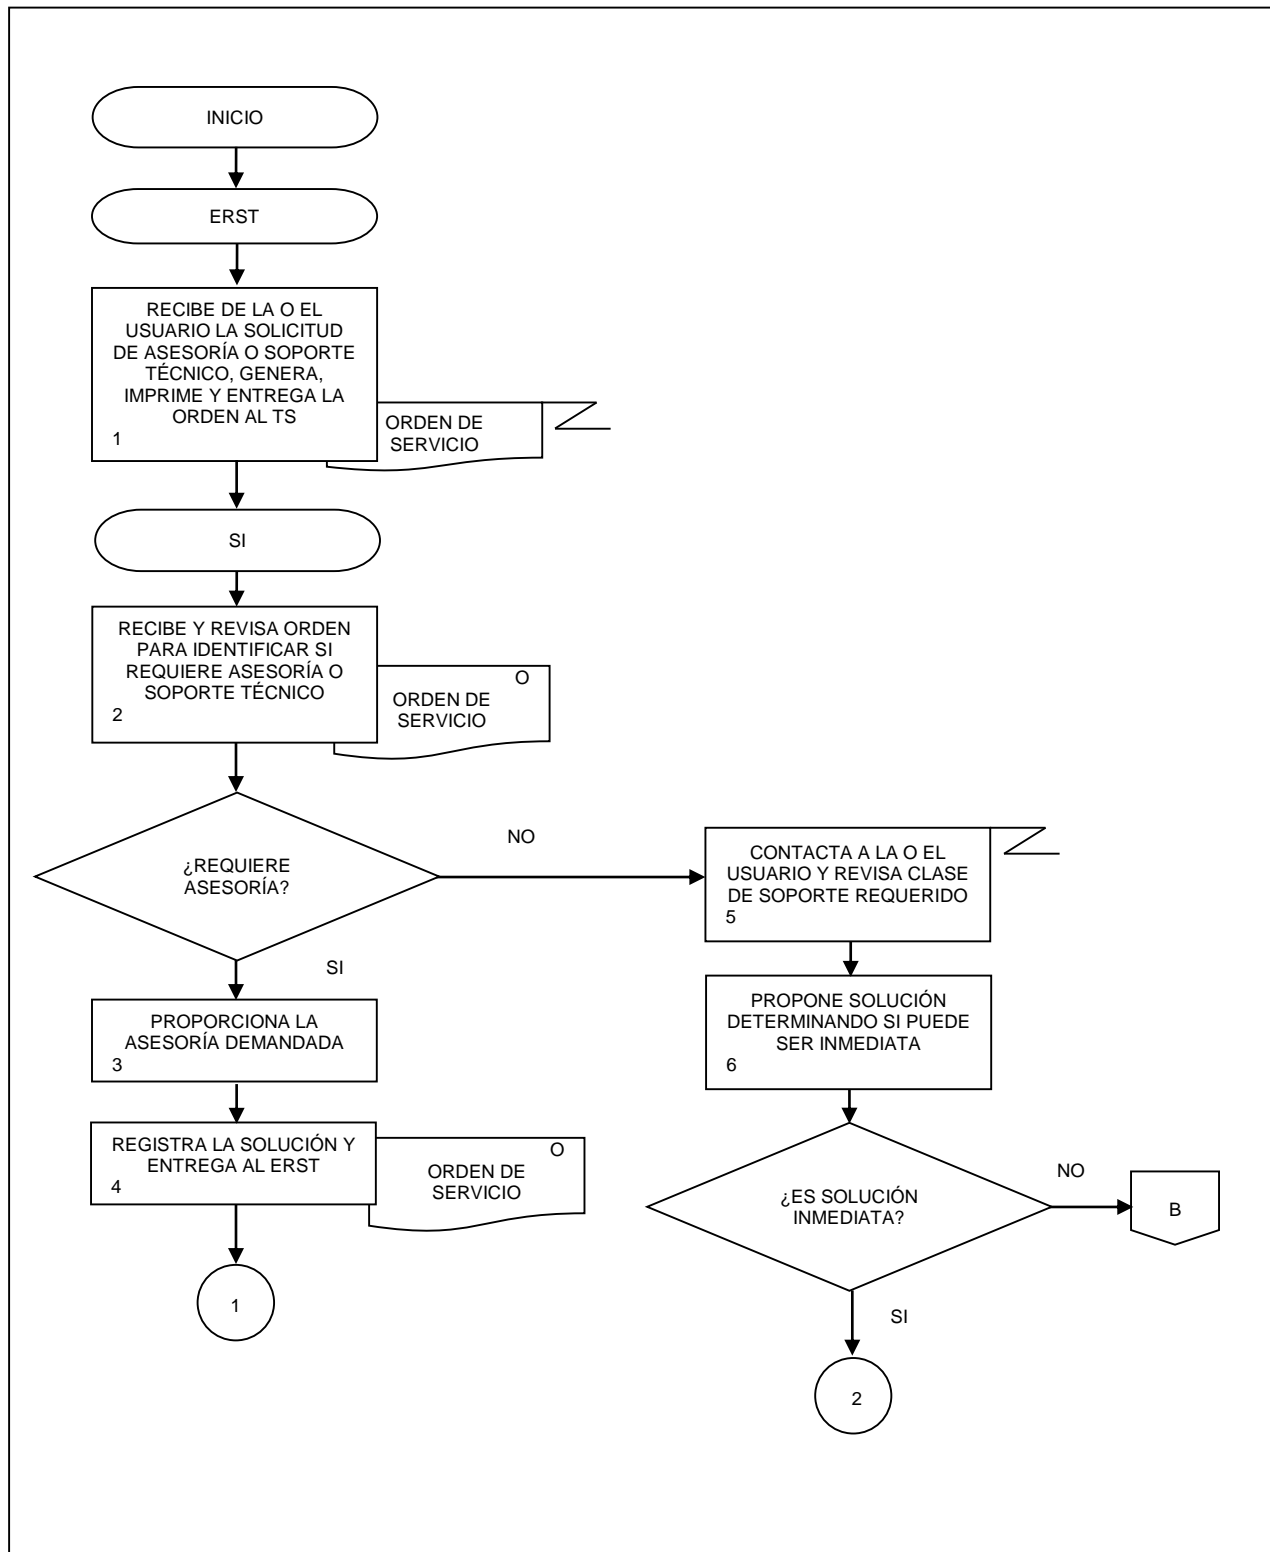 INICIO
ERST
RECIBE DE LA O EL
USUARIO LA SOLICITUD
DE ASESORÍA O SOPORTE
TÉCNICO, GENERA,
IMPRIME Y ENTREGA LA
ORDEN AL TS
1
ORDEN DE
SERVICIO
SI
RECIBE Y REVISA ORDEN
PARA IDENTIFICAR SI
REQUIERE ASESORÍA O
SOPORTE TÉCNICO
2
O
ORDEN DE
SERVICIO
¿REQUIERE
ASESORÍA?
NO
SI
PROPORCIONA LA
ASESORÍA DEMANDADA
3
REGISTRA LA SOLUCIÓN Y
ENTREGA AL ERST
4
O
ORDEN DE
SERVICIO
1
CONTACTA A LA O EL
USUARIO Y REVISA CLASE
DE SOPORTE REQUERIDO
5
PROPONE SOLUCIÓN
DETERMINANDO SI PUEDE
SER INMEDIATA
6
¿ES SOLUCIÓN
INMEDIATA?
NO
B
SI
2